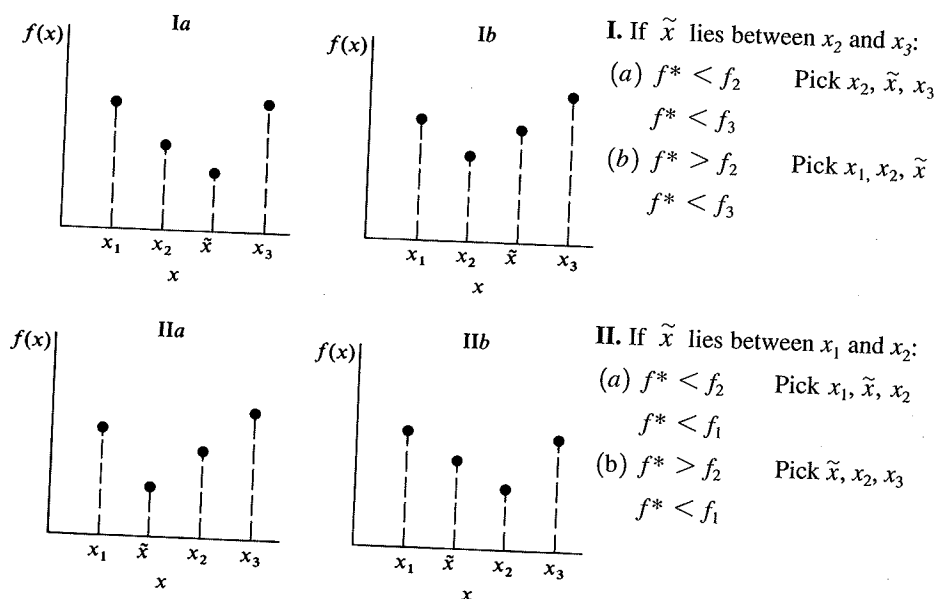 Ia
f(x)
x₁ x₂ x̃ x₃
x
Ib
f(x)
x₁ x₂ x̃ x₃
x
I. If x̃ lies between x₂ and x₃:
(a) f* < f₂ Pick x₂, x̃, x₃
f* < f₃
(b) f* > f₂ Pick x₁, x₂, x̃
f* < f₃
IIa
f(x)
x₁ x̃ x₂ x₃
x
IIb
f(x)
x₁ x̃ x₂ x₃
x
II. If x̃ lies between x₁ and x₂:
(a) f* < f₂ Pick x₁, x̃, x₂
f* < f₁
(b) f* > f₂ Pick x̃, x₂, x₃
f* < f₁